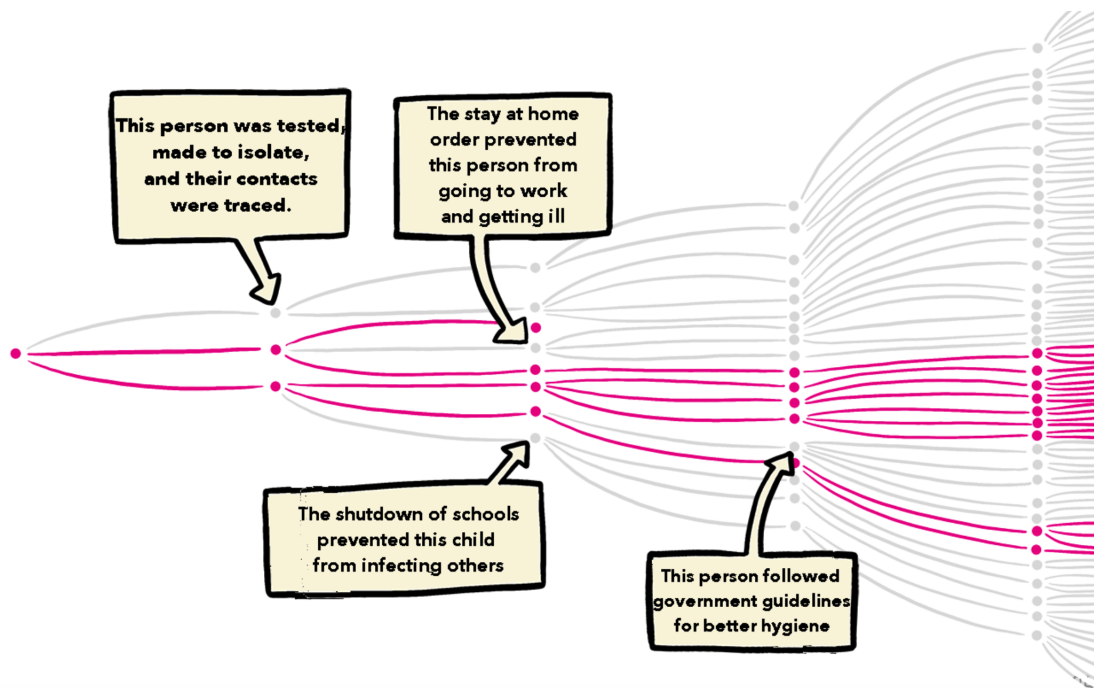 This person was tested,
made to isolate,
and their contacts
were traced.
The stay at home
order prevented
this person from
going to work
and getting ill
The shutdown of schools
prevented this child
from infecting others
This person followed
government guidelines
for better hygiene